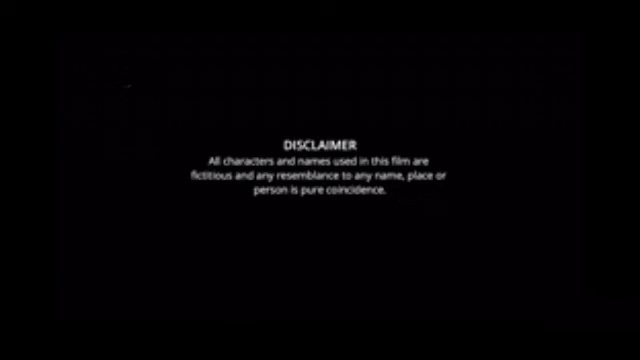 DISCLAIMER
All characters and names used in this film are
fictitious and any resemblance to any name, place or
person is pure coincidence.